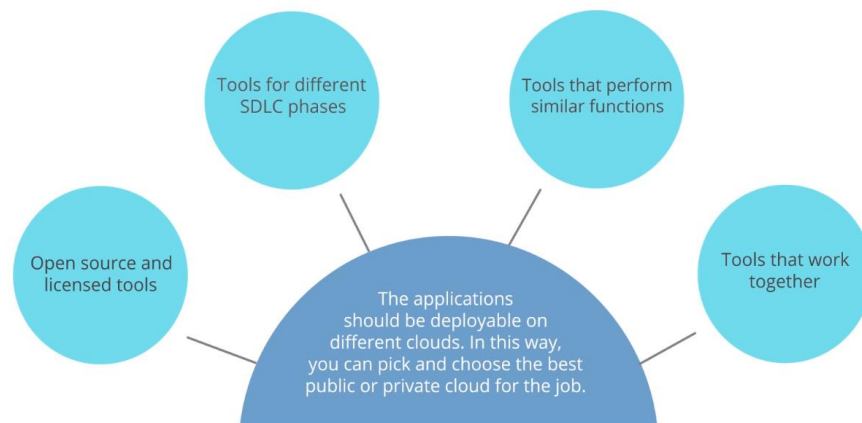 Tools for different
SDLC phases
Tools that perform
similar functions
Open source and
licensed tools
Tools that work
together
The applications
should be deployable on
different clouds. In this way,
you can pick and choose the best
public or private cloud for the job.